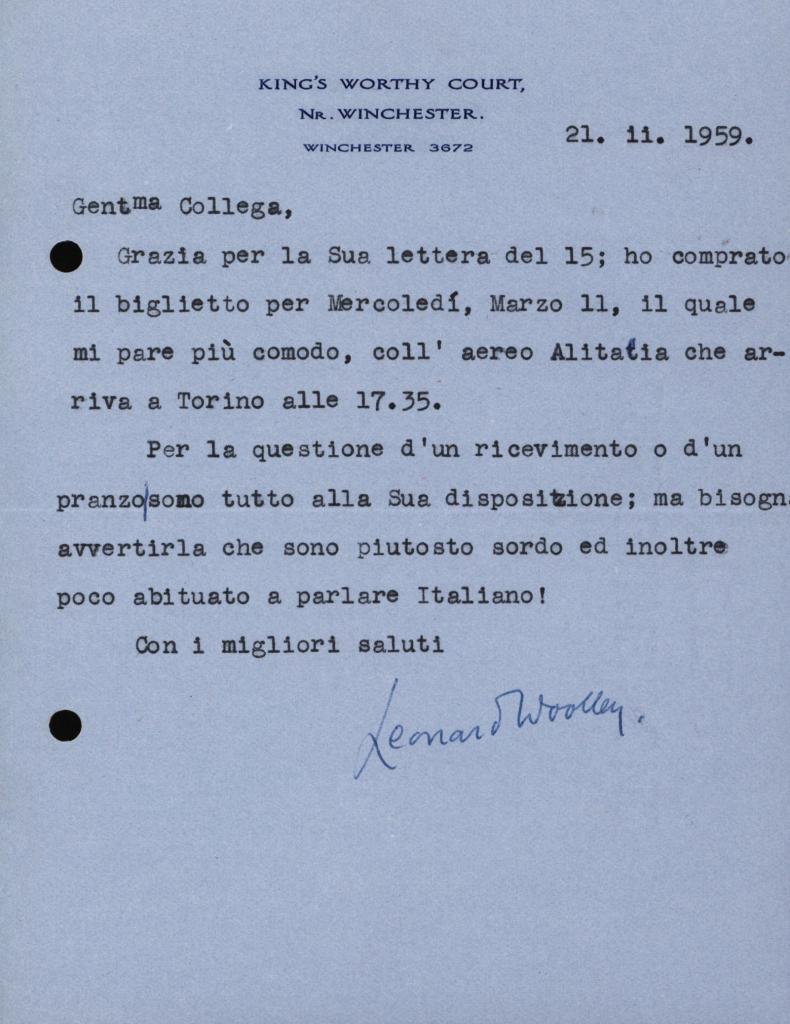 KING'S WORTHY COURT,
NR. WINCHESTER.
WINCHESTER 3672
21. ii. 1959.
Gentma Collega,
Grazia per la Sua lettera del 15; ho comprato
il biglietto per Mercoledí, Marzo 11, il quale
mi pare più comodo, coll' aereo Alitatia che ar-
riva a Torino alle 17.35.
Per la questione d'un ricevimento o d'un
pranzo/sono tutto alla Sua disposizione; ma bisogna
avvertirla che sono piutosto sordo ed inoltre
poco abituato a parlare Italiano!
Con i migliori saluti
Leonard Woolley.